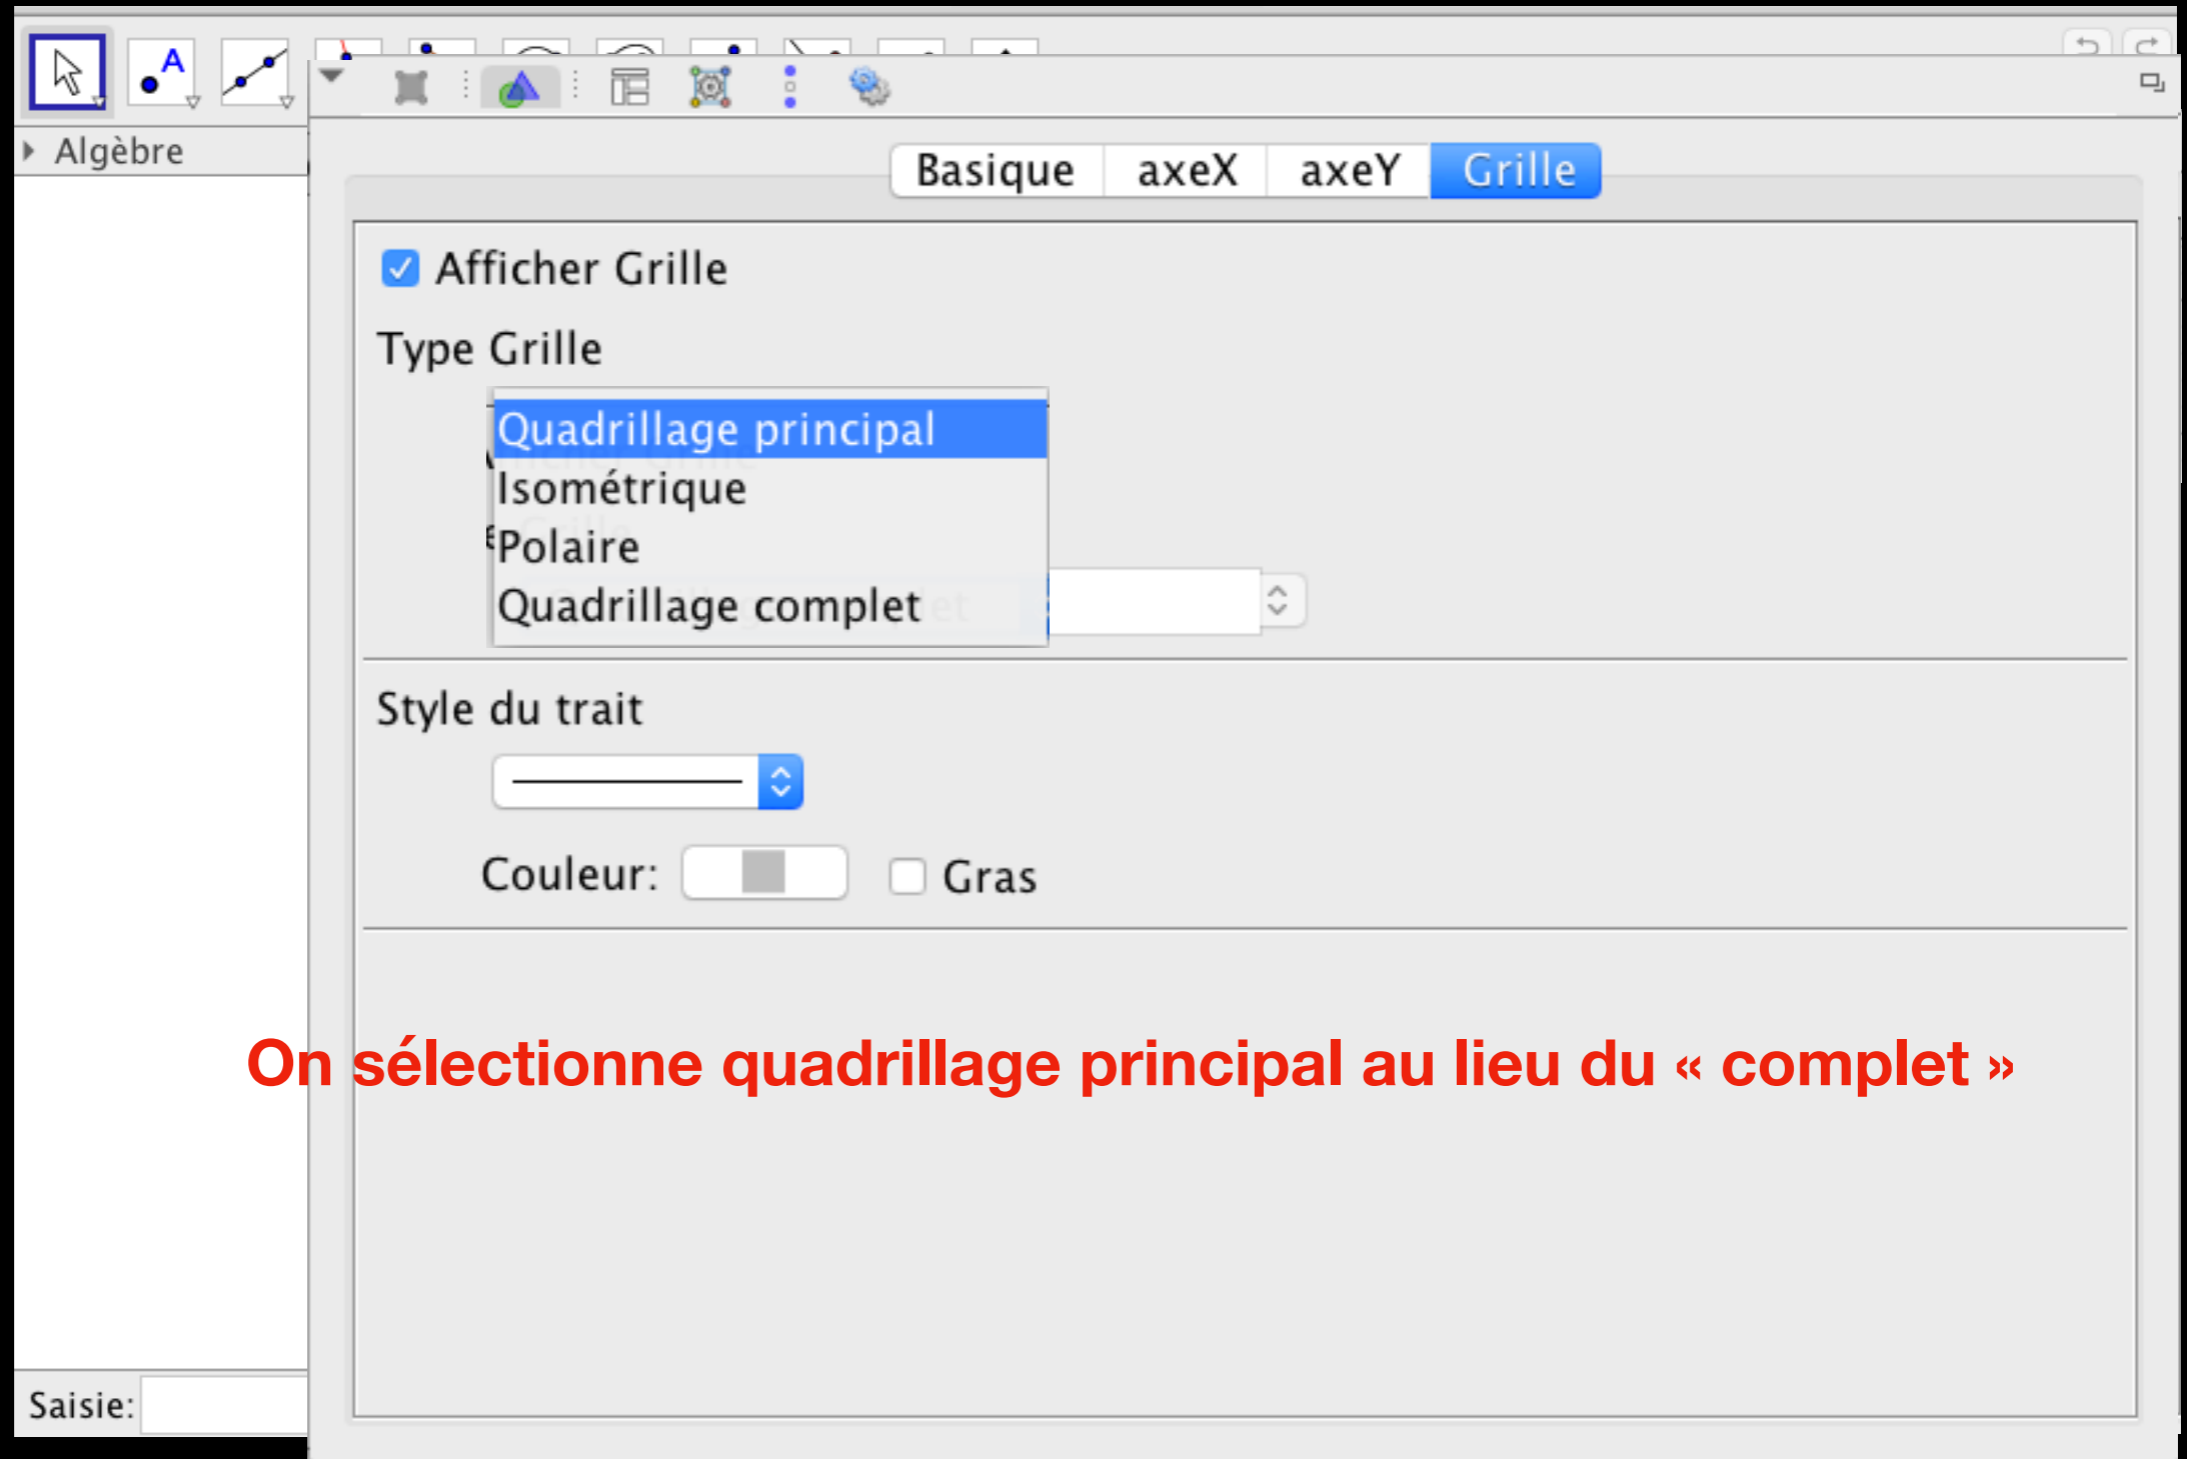 A
Algèbre
Basique axeX axeY Grille
Afficher Grille
Type Grille
Quadrillage principal
Isométrique
Polaire
Quadrillage complet
Style du trait
Couleur: Gras
On sélectionne quadrillage principal au lieu du « complet »
Saisie: